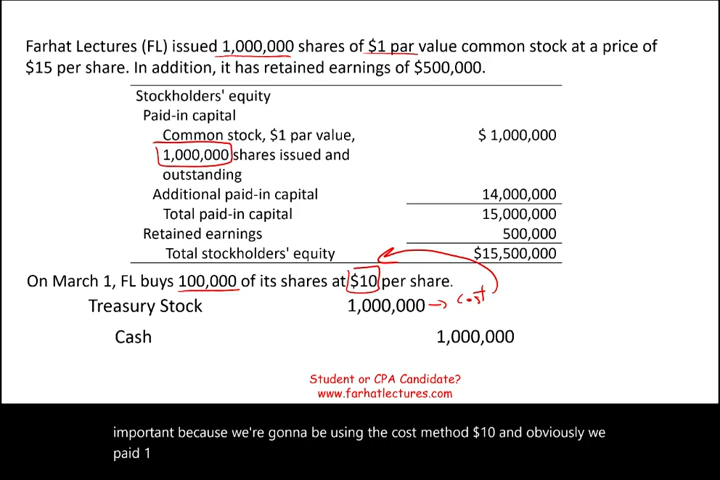 Farhat Lectures (FL) issued 1,000,000 shares of $1 par value common stock at a price of
$15 per share. In addition, it has retained earnings of $500,000.
Stockholders' equity
Paid-in capital
Common stock, $1 par value, $ 1,000,000
1,000,000 shares issued and
outstanding
Additional paid-in capital 14,000,000
Total paid-in capital 15,000,000
Retained earnings 500,000
Total stockholders' equity $15,500,000
On March 1, FL buys 100,000 of its shares at $10 per share.
Treasury Stock 1,000,000 → cost
Cash 1,000,000
Student or CPA Candidate?
www.farhatlectures.com
important because we're gonna be using the cost method $10 and obviously we
paid 1